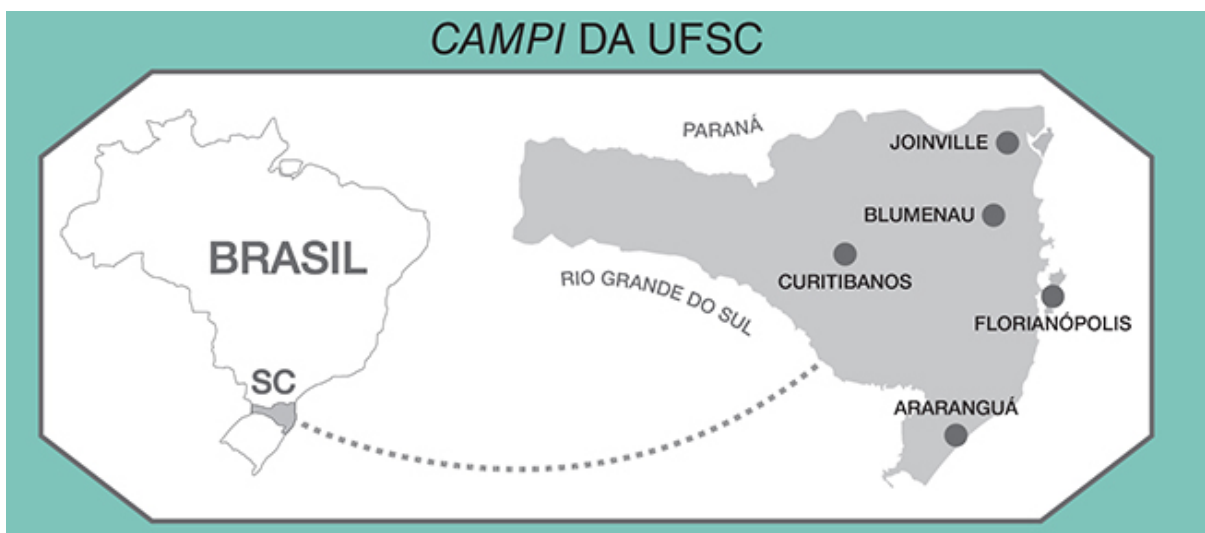 CAMPI DA UFSC
BRASIL
SC
PARANÁ
RIO GRANDE DO SUL
JOINVILLE
BLUMENAU
CURITIBANOS
FLORIANÓPOLIS
ARARANGUÁ